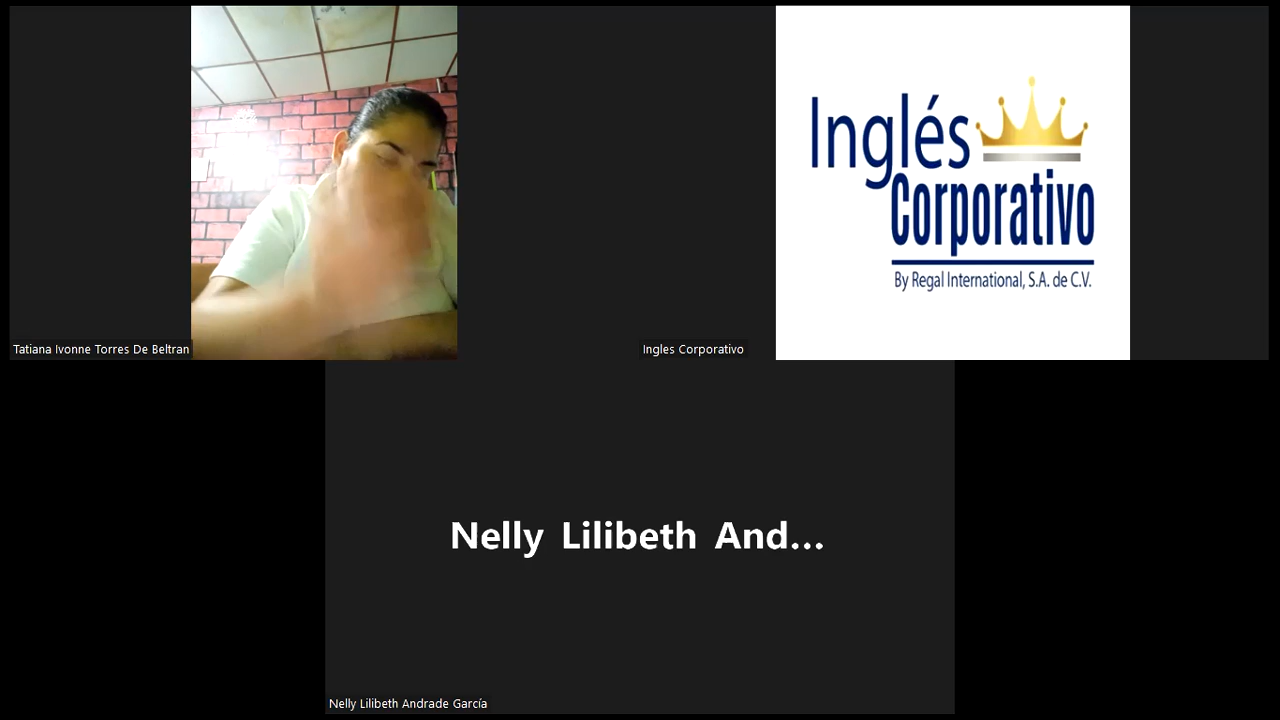 Inglés
Corporativo
By Regal International, S.A. de C.V.
Tatiana Ivonne Torres De Beltran
Ingles Corporativo
Nelly Lilibeth And...
Nelly Lilibeth Andrade García